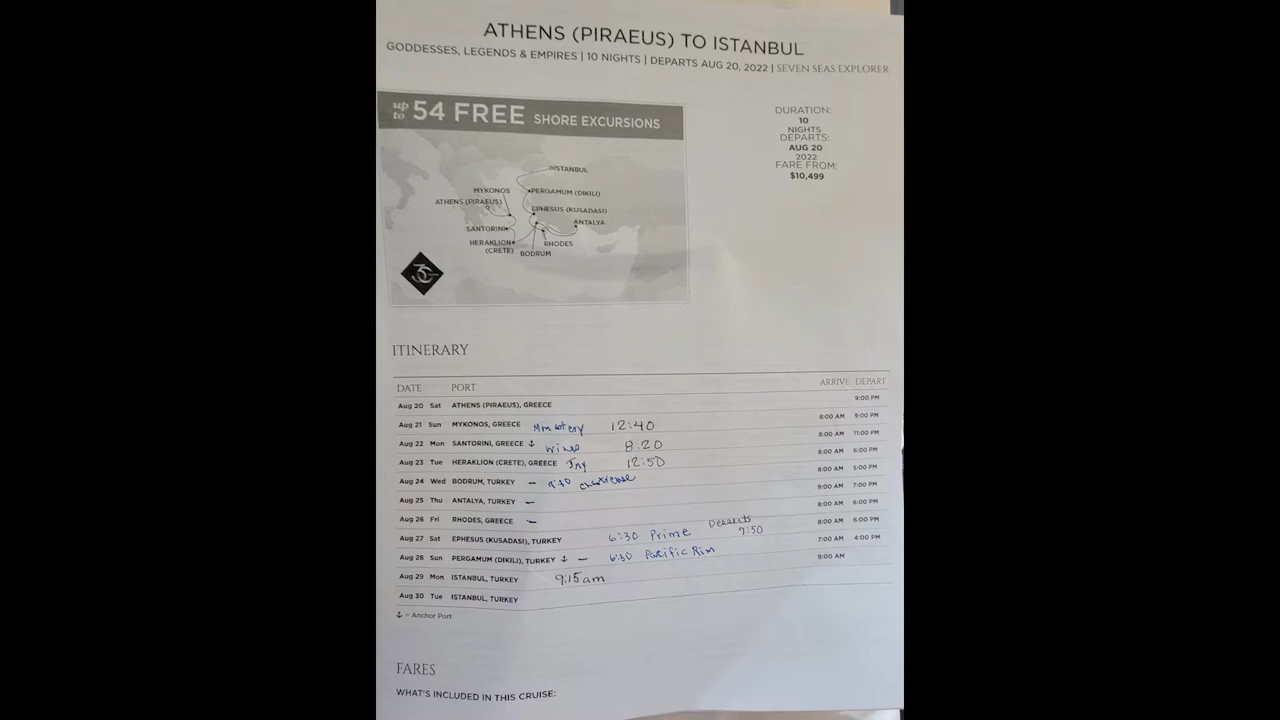 ATHENS (PIRAEUS) TO ISTANBUL
GODDESSES, LEGENDS & EMPIRES | 10 NIGHTS | DEPARTS AUG 20, 2022 | SEVEN SEAS EXPLORER
up to 54 FREE SHORE EXCURSIONS
DURATION:
10
NIGHTS
DEPARTS:
AUG 20
2022
FARE FROM:
$10,499
ISTANBUL
MYKONOS
PERGAMUM (DIKILI)
ATHENS (PIRAEUS)
EPHESUS (KUSADASI)
ANTALYA
SANTORINI
HERAKLION (CRETE)
RHODES
BODRUM
ITINERARY
DATE PORT ARRIVE DEPART
Aug 20 Sat ATHENS (PIRAEUS), GREECE 9:00 PM
Aug 21 Sun MYKONOS, GREECE 12:40 8:00 AM 9:00 PM
Aug 22 Mon SANTORINI, GREECE ⚓ Wine 8:20 8:00 AM 11:00 PM
Aug 23 Tue HERAKLION (CRETE), GREECE 12:50 8:00 AM 6:00 PM
Aug 24 Wed BODRUM, TURKEY — 8:00 AM 5:00 PM
Aug 25 Thu ANTALYA, TURKEY — 9:00 AM 7:00 PM
Aug 26 Fri RHODES, GREECE — 8:00 AM 6:00 PM
Aug 27 Sat EPHESUS (KUSADASI), TURKEY 6:30 Prime Desserts 7:50 8:00 AM 6:00 PM
Aug 28 Sun PERGAMUM (DIKILI), TURKEY ⚓ — 6:30 Pacific Rim 7:00 AM 4:00 PM
Aug 29 Mon ISTANBUL, TURKEY 9:15 am 9:00 AM
Aug 30 Tue ISTANBUL, TURKEY
⚓ = Anchor Port
FARES
WHAT'S INCLUDED IN THIS CRUISE: